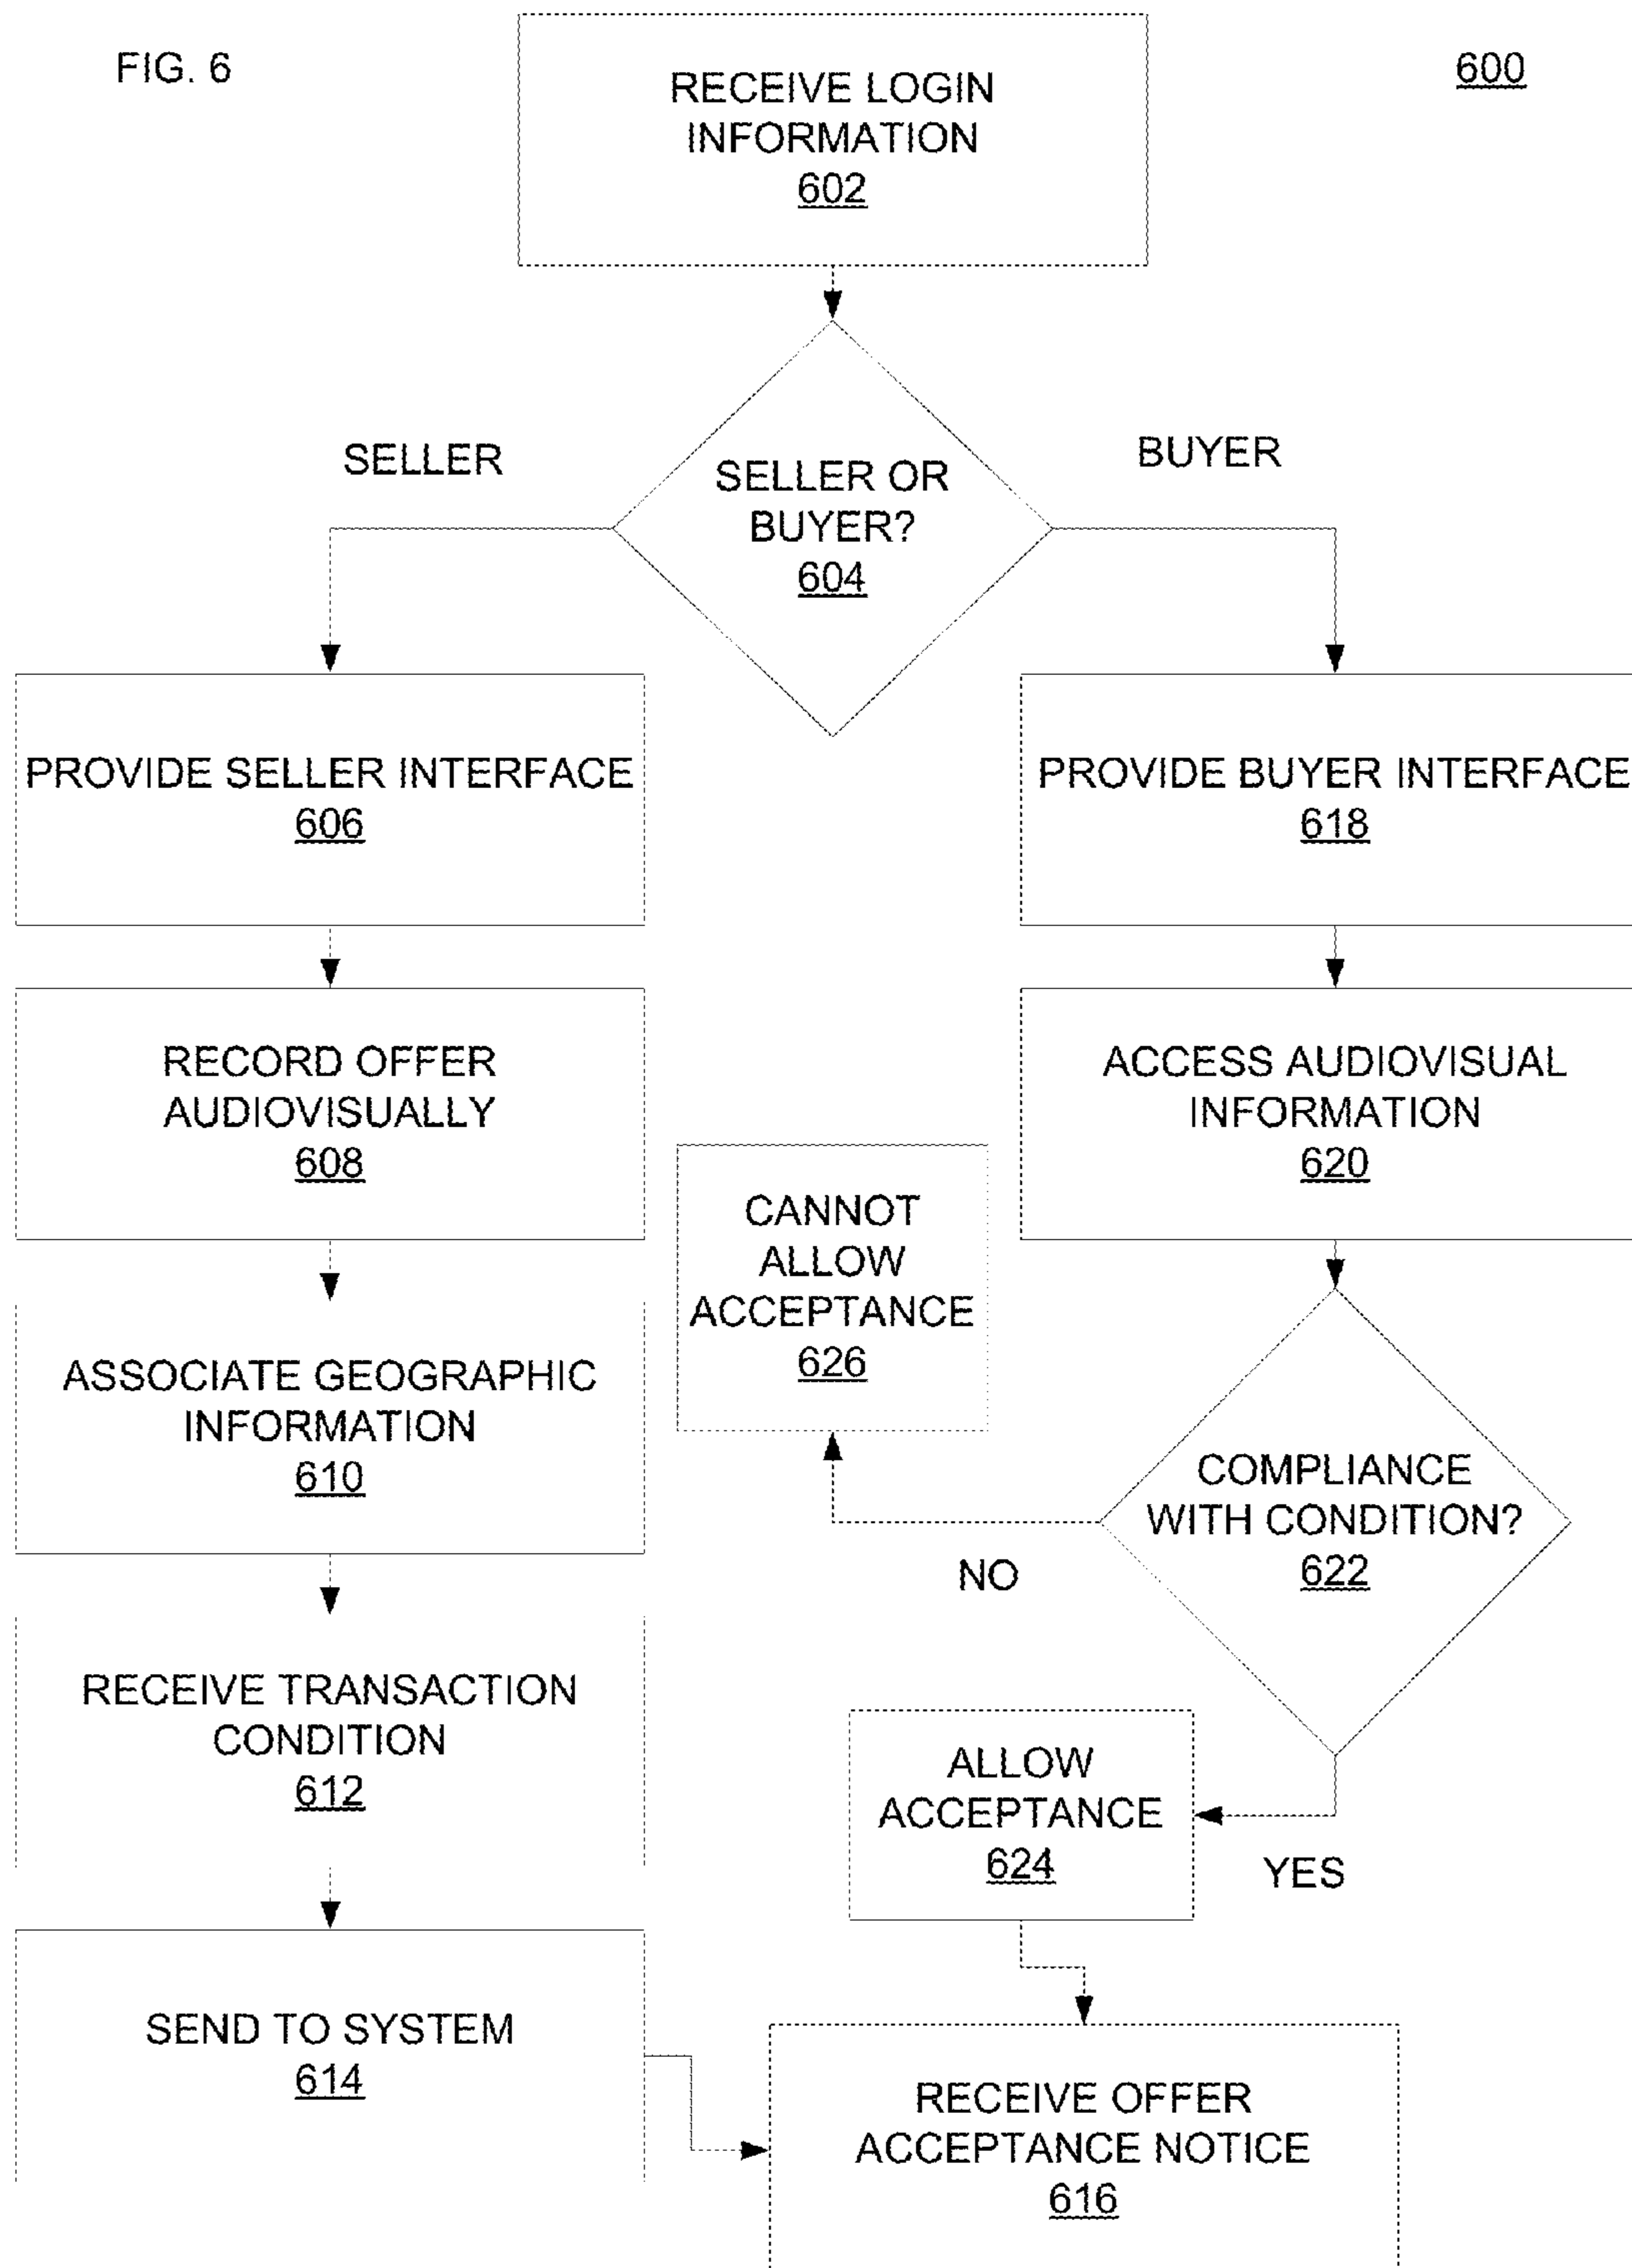 FIG. 6
600
RECEIVE LOGIN
INFORMATION
602
SELLER
BUYER
SELLER OR
BUYER?
604
PROVIDE SELLER INTERFACE
606
PROVIDE BUYER INTERFACE
618
RECORD OFFER
AUDIOVISUALLY
608
ACCESS AUDIOVISUAL
INFORMATION
620
CANNOT
ALLOW
ACCEPTANCE
626
ASSOCIATE GEOGRAPHIC
INFORMATION
610
COMPLIANCE
WITH CONDITION?
622
NO
RECEIVE TRANSACTION
CONDITION
612
ALLOW
ACCEPTANCE
624
YES
SEND TO SYSTEM
614
RECEIVE OFFER
ACCEPTANCE NOTICE
616